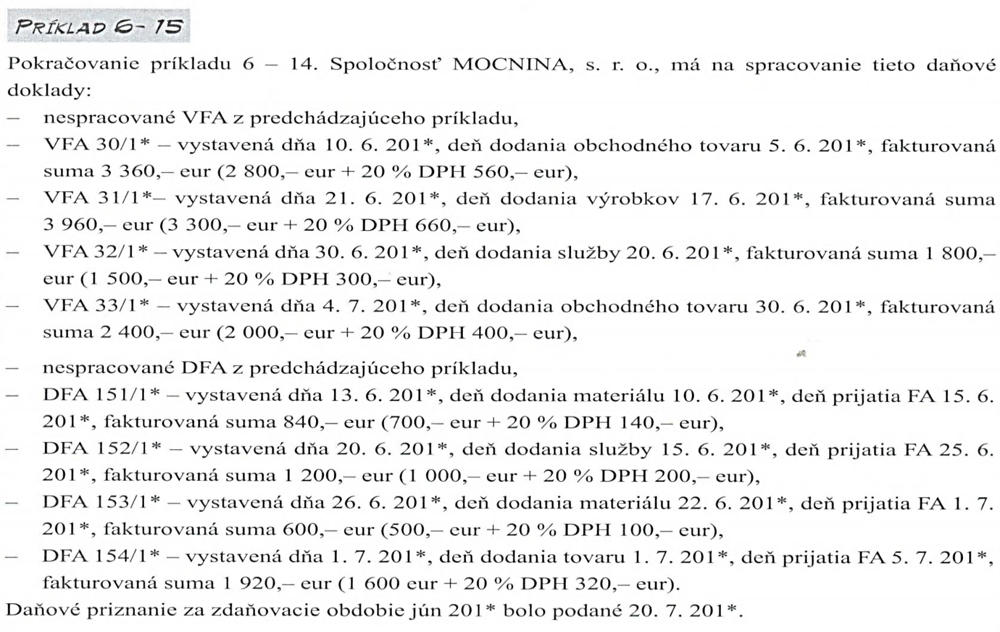 PRÍKLAD 6- 15
Pokračovanie príkladu 6 – 14. Spoločnosť MOCNINA, s. r. o., má na spracovanie tieto daňové
doklady:
– nespracované VFA z predchádzajúceho príkladu,
– VFA 30/1* – vystavená dňa 10. 6. 201*, deň dodania obchodného tovaru 5. 6. 201*, fakturovaná
suma 3 360,– eur (2 800,– eur + 20 % DPH 560,– eur),
– VFA 31/1*– vystavená dňa 21. 6. 201*, deň dodania výrobkov 17. 6. 201*, fakturovaná suma
3 960,– eur (3 300,– eur + 20 % DPH 660,– eur),
– VFA 32/1* – vystavená dňa 30. 6. 201*, deň dodania služby 20. 6. 201*, fakturovaná suma 1 800,–
eur (1 500,– eur + 20 % DPH 300,– eur),
– VFA 33/1* – vystavená dňa 4. 7. 201*, deň dodania obchodného tovaru 30. 6. 201*, fakturovaná
suma 2 400,– eur (2 000,– eur + 20 % DPH 400,– eur),
– nespracované DFA z predchádzajúceho príkladu,
– DFA 151/1* – vystavená dňa 13. 6. 201*, deň dodania materiálu 10. 6. 201*, deň prijatia FA 15. 6.
201*, fakturovaná suma 840,– eur (700,– eur + 20 % DPH 140,– eur),
– DFA 152/1* – vystavená dňa 20. 6. 201*, deň dodania služby 15. 6. 201*, deň prijatia FA 25. 6.
201*, fakturovaná suma 1 200,– eur (1 000,– eur + 20 % DPH 200,– eur),
– DFA 153/1* – vystavená dňa 26. 6. 201*, deň dodania materiálu 22. 6. 201*, deň prijatia FA 1. 7.
201*, fakturovaná suma 600,– eur (500,– eur + 20 % DPH 100,– eur),
– DFA 154/1* – vystavená dňa 1. 7. 201*, deň dodania tovaru 1. 7. 201*, deň prijatia FA 5. 7. 201*,
fakturovaná suma 1 920,– eur (1 600 eur + 20 % DPH 320,– eur).
Daňové priznanie za zdaňovacie obdobie jún 201* bolo podané 20. 7. 201*.